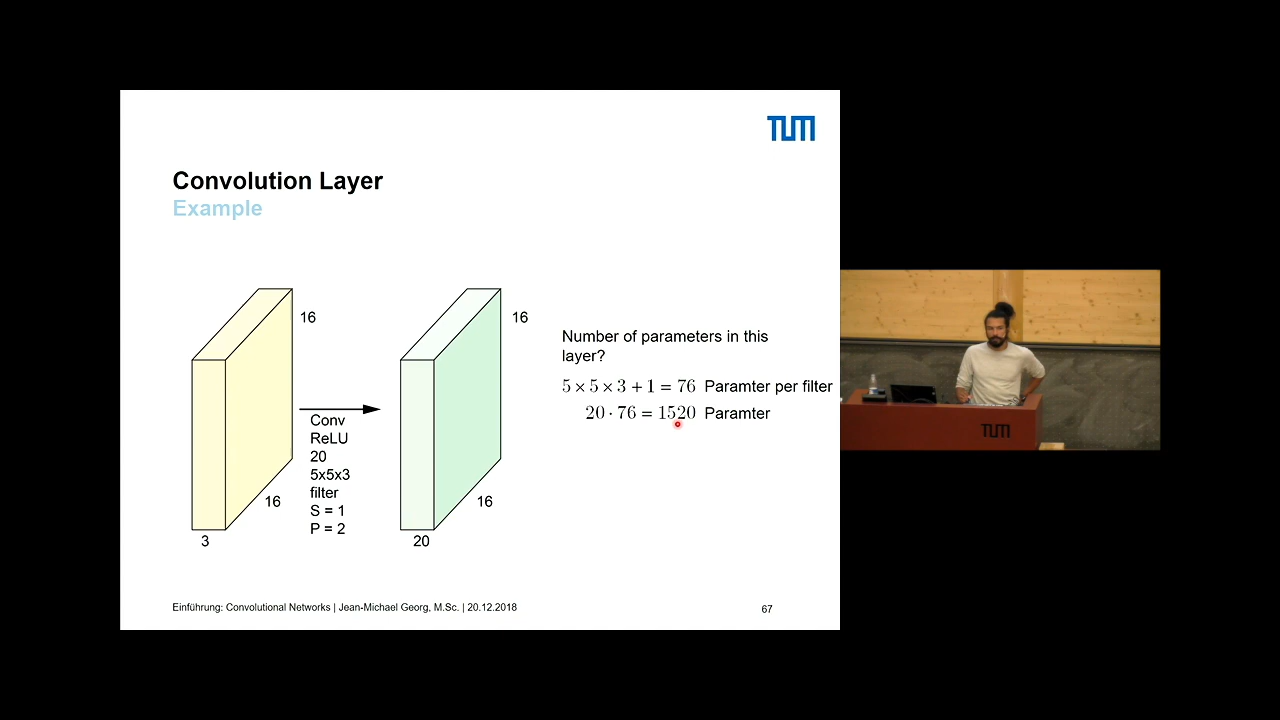 TUM
Convolution Layer
Example
16
16
3
Conv
ReLU
20
5x5x3
filter
S = 1
P = 2
16
16
20
Number of parameters in this
layer?
5 × 5 × 3 + 1 = 76 Paramter per filter
20 · 76 = 1520 Paramter
Einführung: Convolutional Networks | Jean-Michael Georg, M.Sc. | 20.12.2018
67
TUM